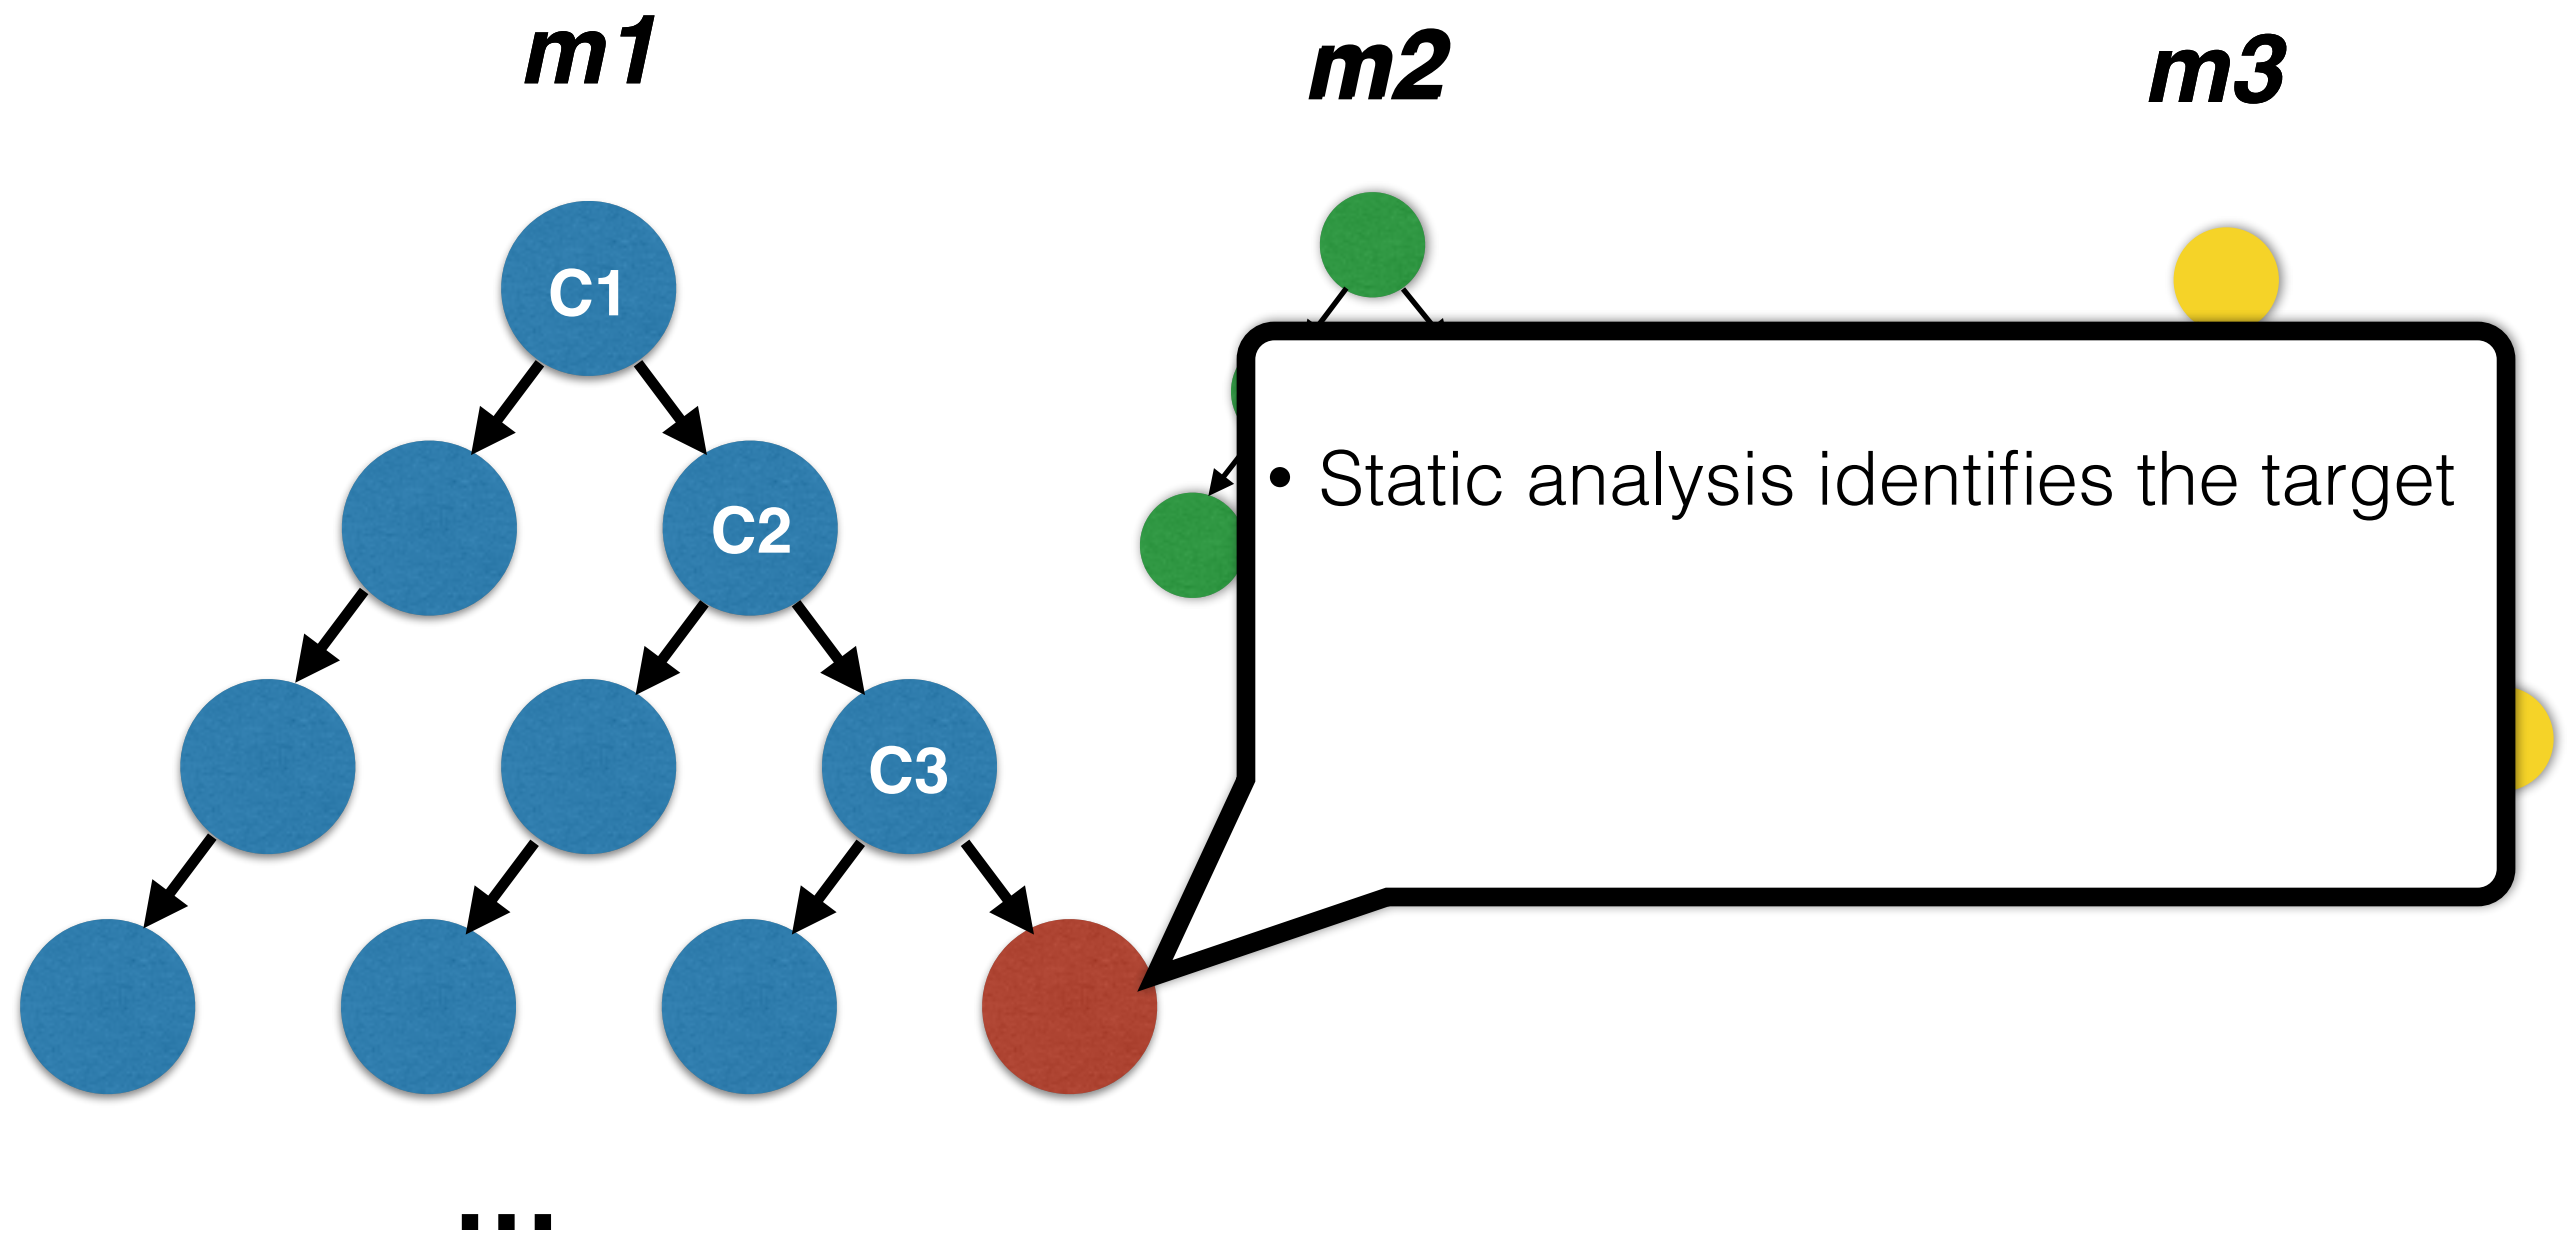 m1
m2
m3
C1
C2
• Static analysis identifies the target
C3
...